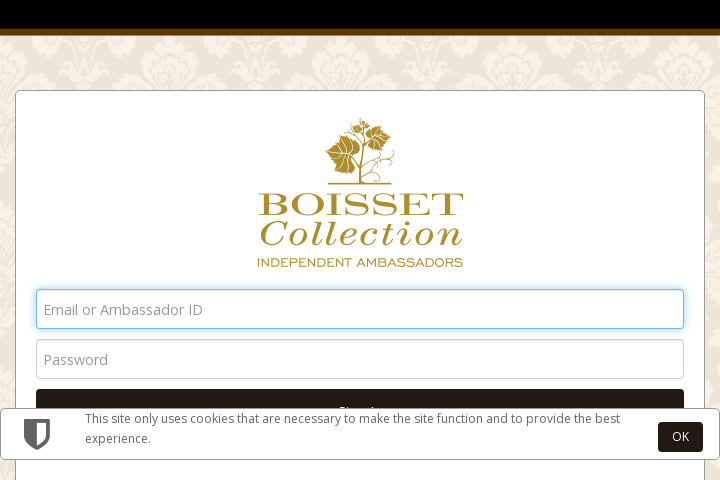 BOISSET
Collection
INDEPENDENT AMBASSADORS
Email or Ambassador ID
Password
This site only uses cookies that are necessary to make the site function and to provide the best
experience.
OK